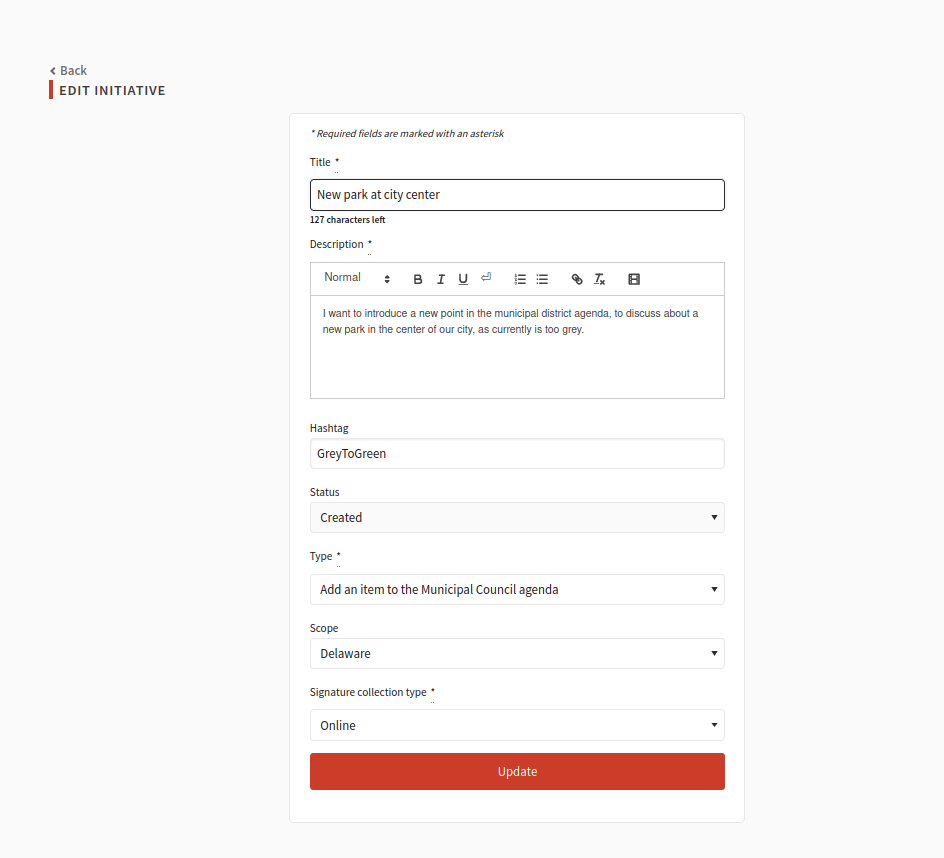 Back
EDIT INITIATIVE
* Required fields are marked with an asterisk
Title *
New park at city center
127 characters left
Description *
Normal B I U
I want to introduce a new point in the municipal district agenda, to discuss about a
new park in the center of our city, as currently is too grey.
Hashtag
GreyToGreen
Status
Created
Type *
Add an item to the Municipal Council agenda
Scope
Delaware
Signature collection type *
Online
Update